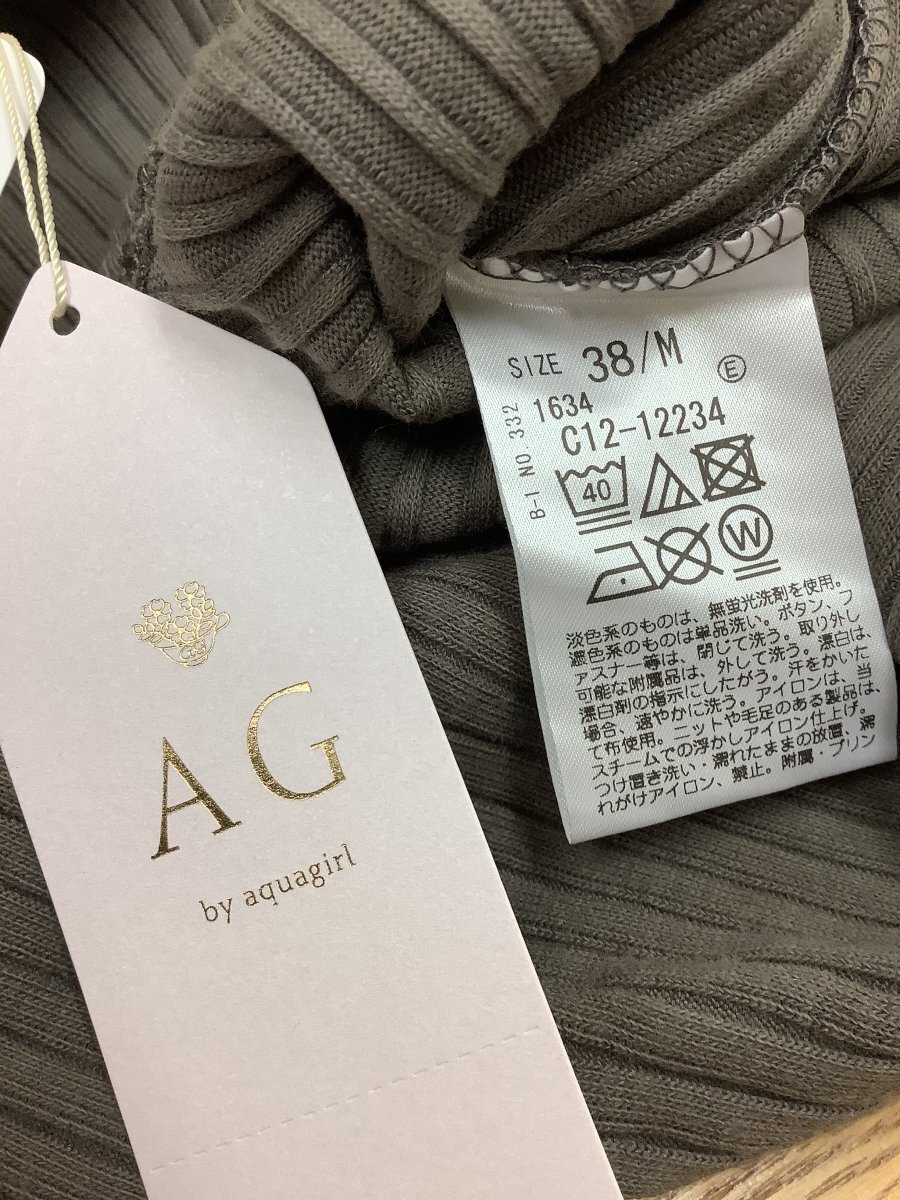 AG
by aquagirl
SIZE 38/M
E
B-1 NO 332
1634
C12-12234
40
W
淡色系のものは、無蛍光洗剤を使用。
濃色系のものは単品洗い。ボタン、フ
ァスナー等は、閉じて洗う。取り外し
可能な附属品は、外して洗う。漂白は、
漂白剤の指示にしたがう。汗をかいた
場合、速やかに洗う。アイロンは、当
て布使用。ニットや毛足のある製品は、
スチームでの浮かしアイロン仕上げ。
つけ置き洗い・濡れたままの放置、濡
れがけアイロン、禁止。附属・プリン